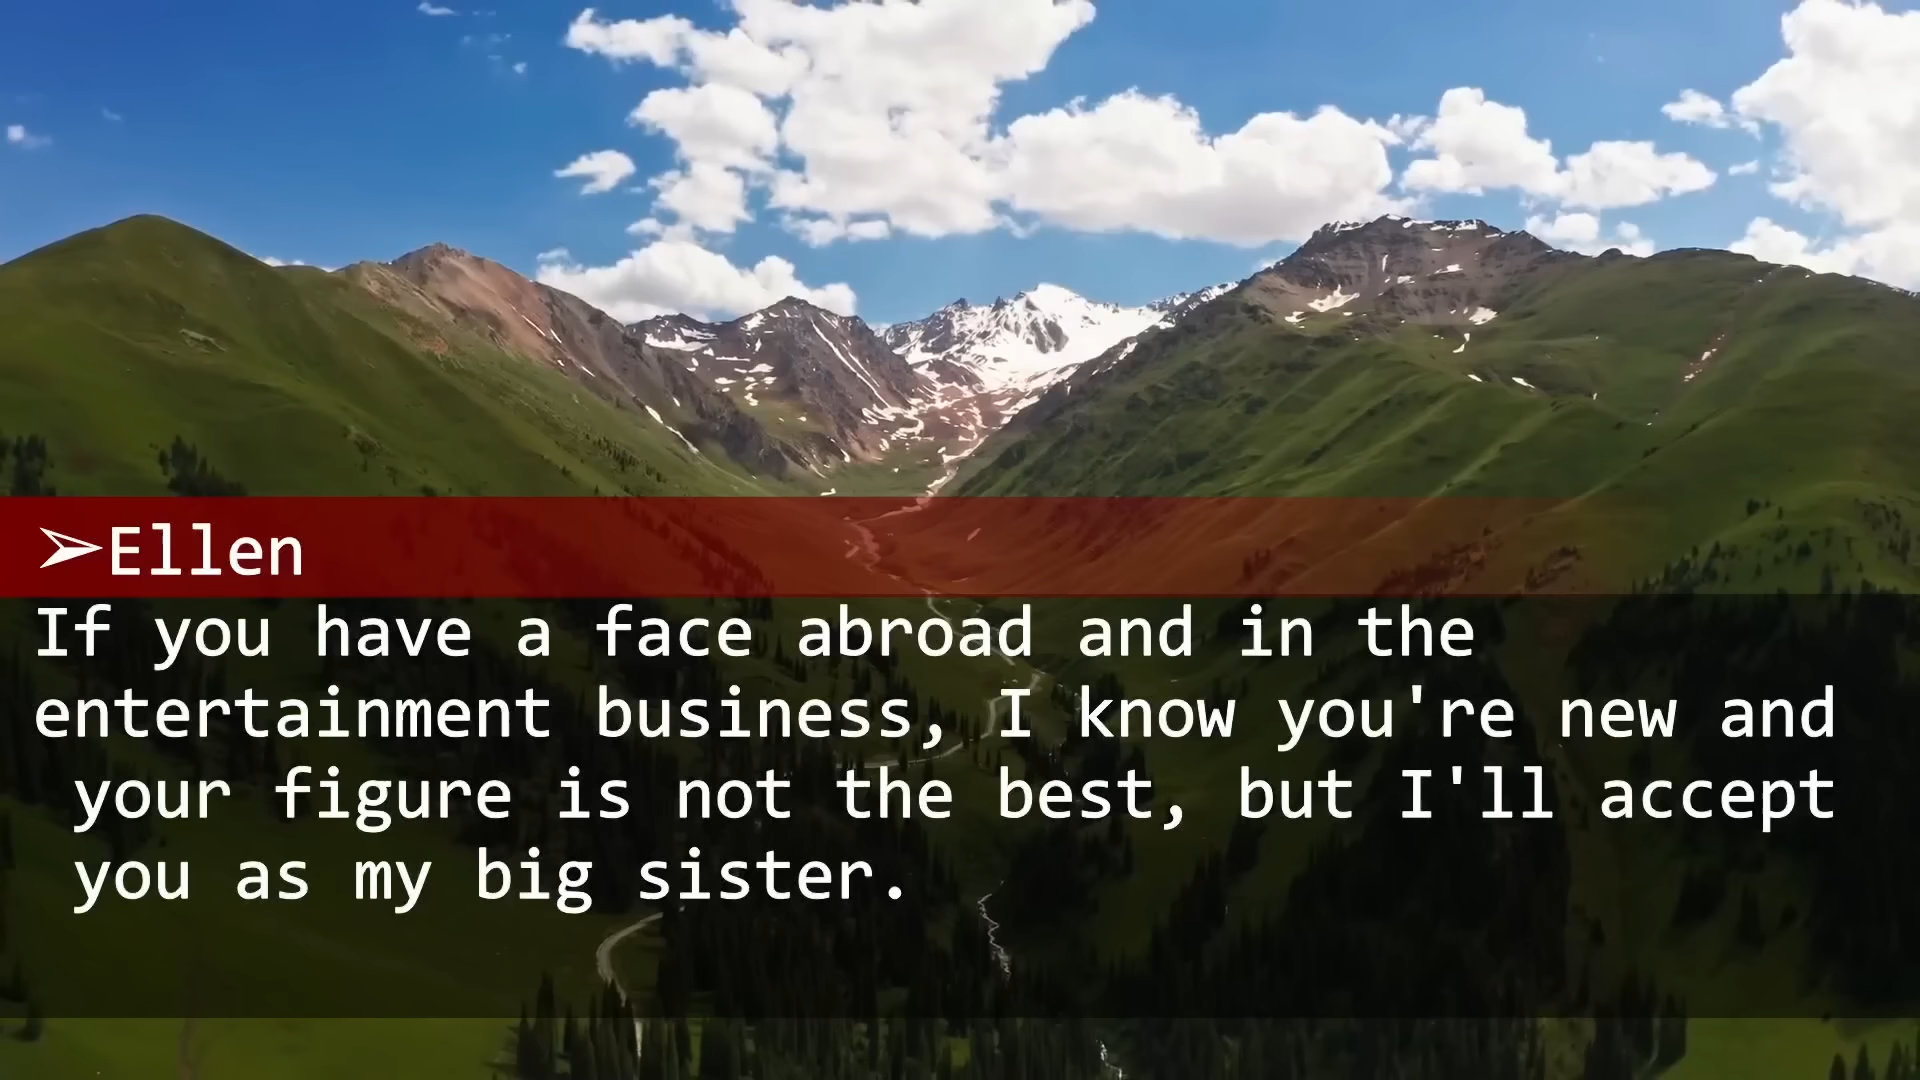 ➢Ellen
If you have a face abroad and in the
entertainment business, I know you're new and
your figure is not the best, but I'll accept
you as my big sister.